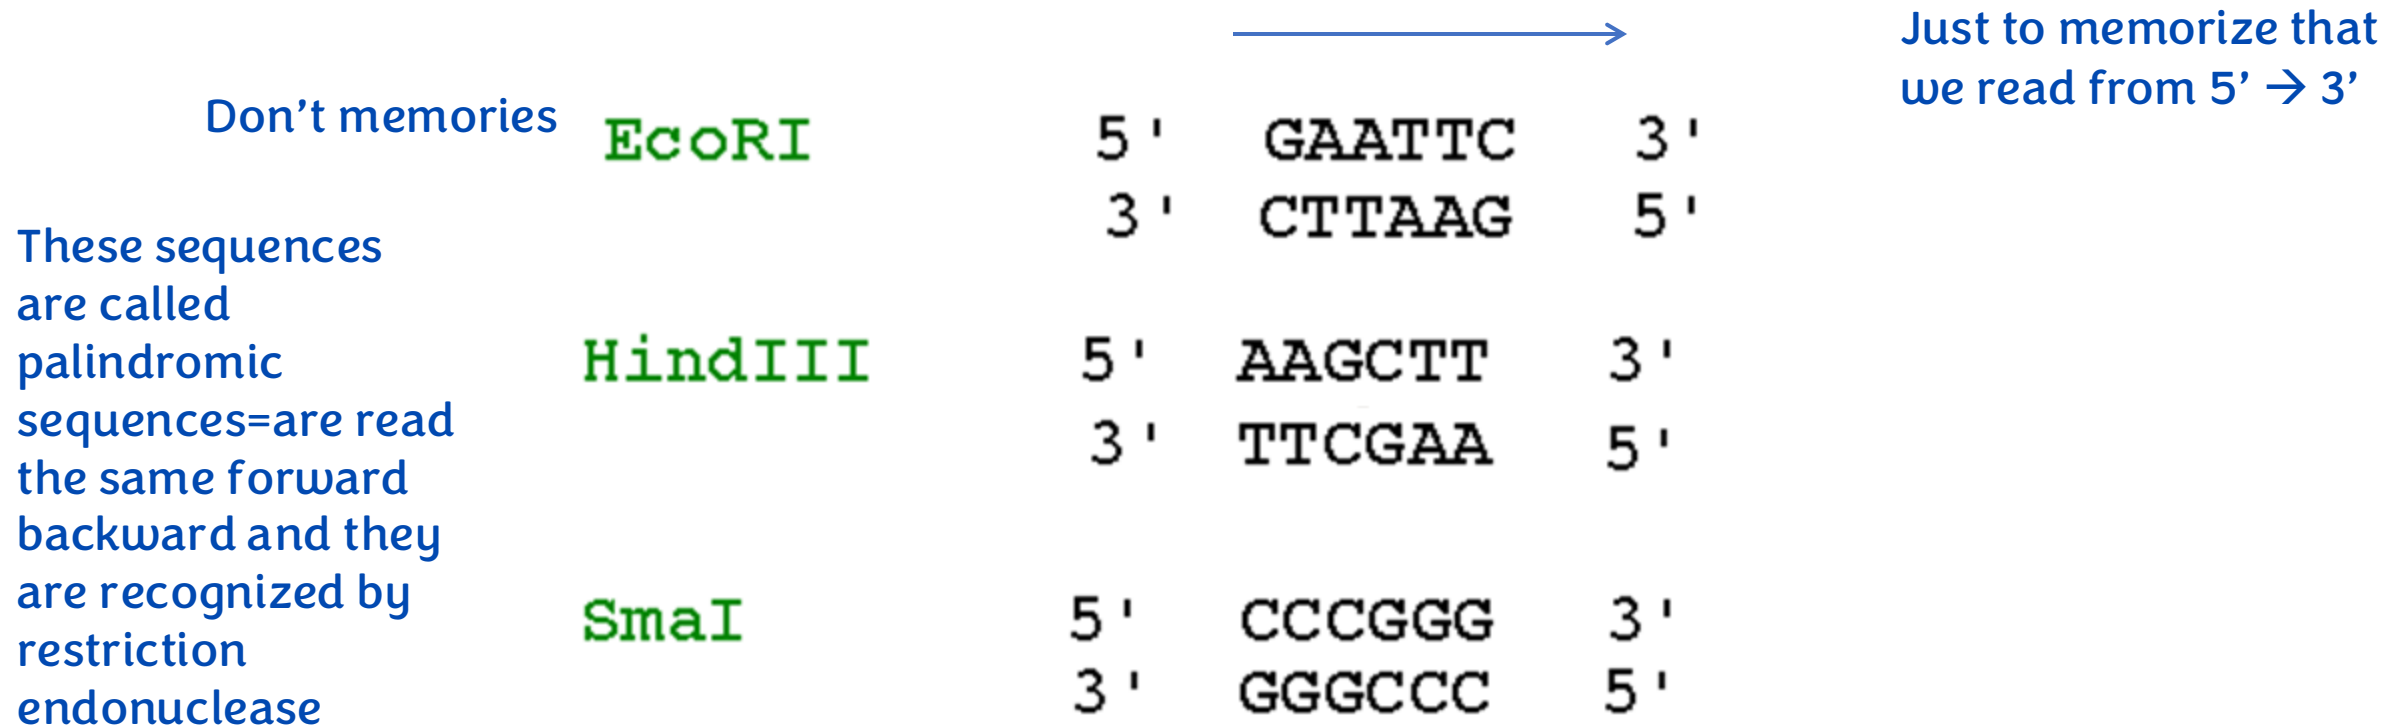 Just to memorize that
we read from 5’ → 3’
Don’t memories
EcoRI 5' GAATTC 3'
3' CTTAAG 5'
These sequences
are called
palindromic
sequences=are read
the same forward
backward and they
are recognized by
restriction
endonuclease
HindIII 5' AAGCTT 3'
3' TTCGAA 5'
SmaI 5' CCCGGG 3'
3' GGGCCC 5'